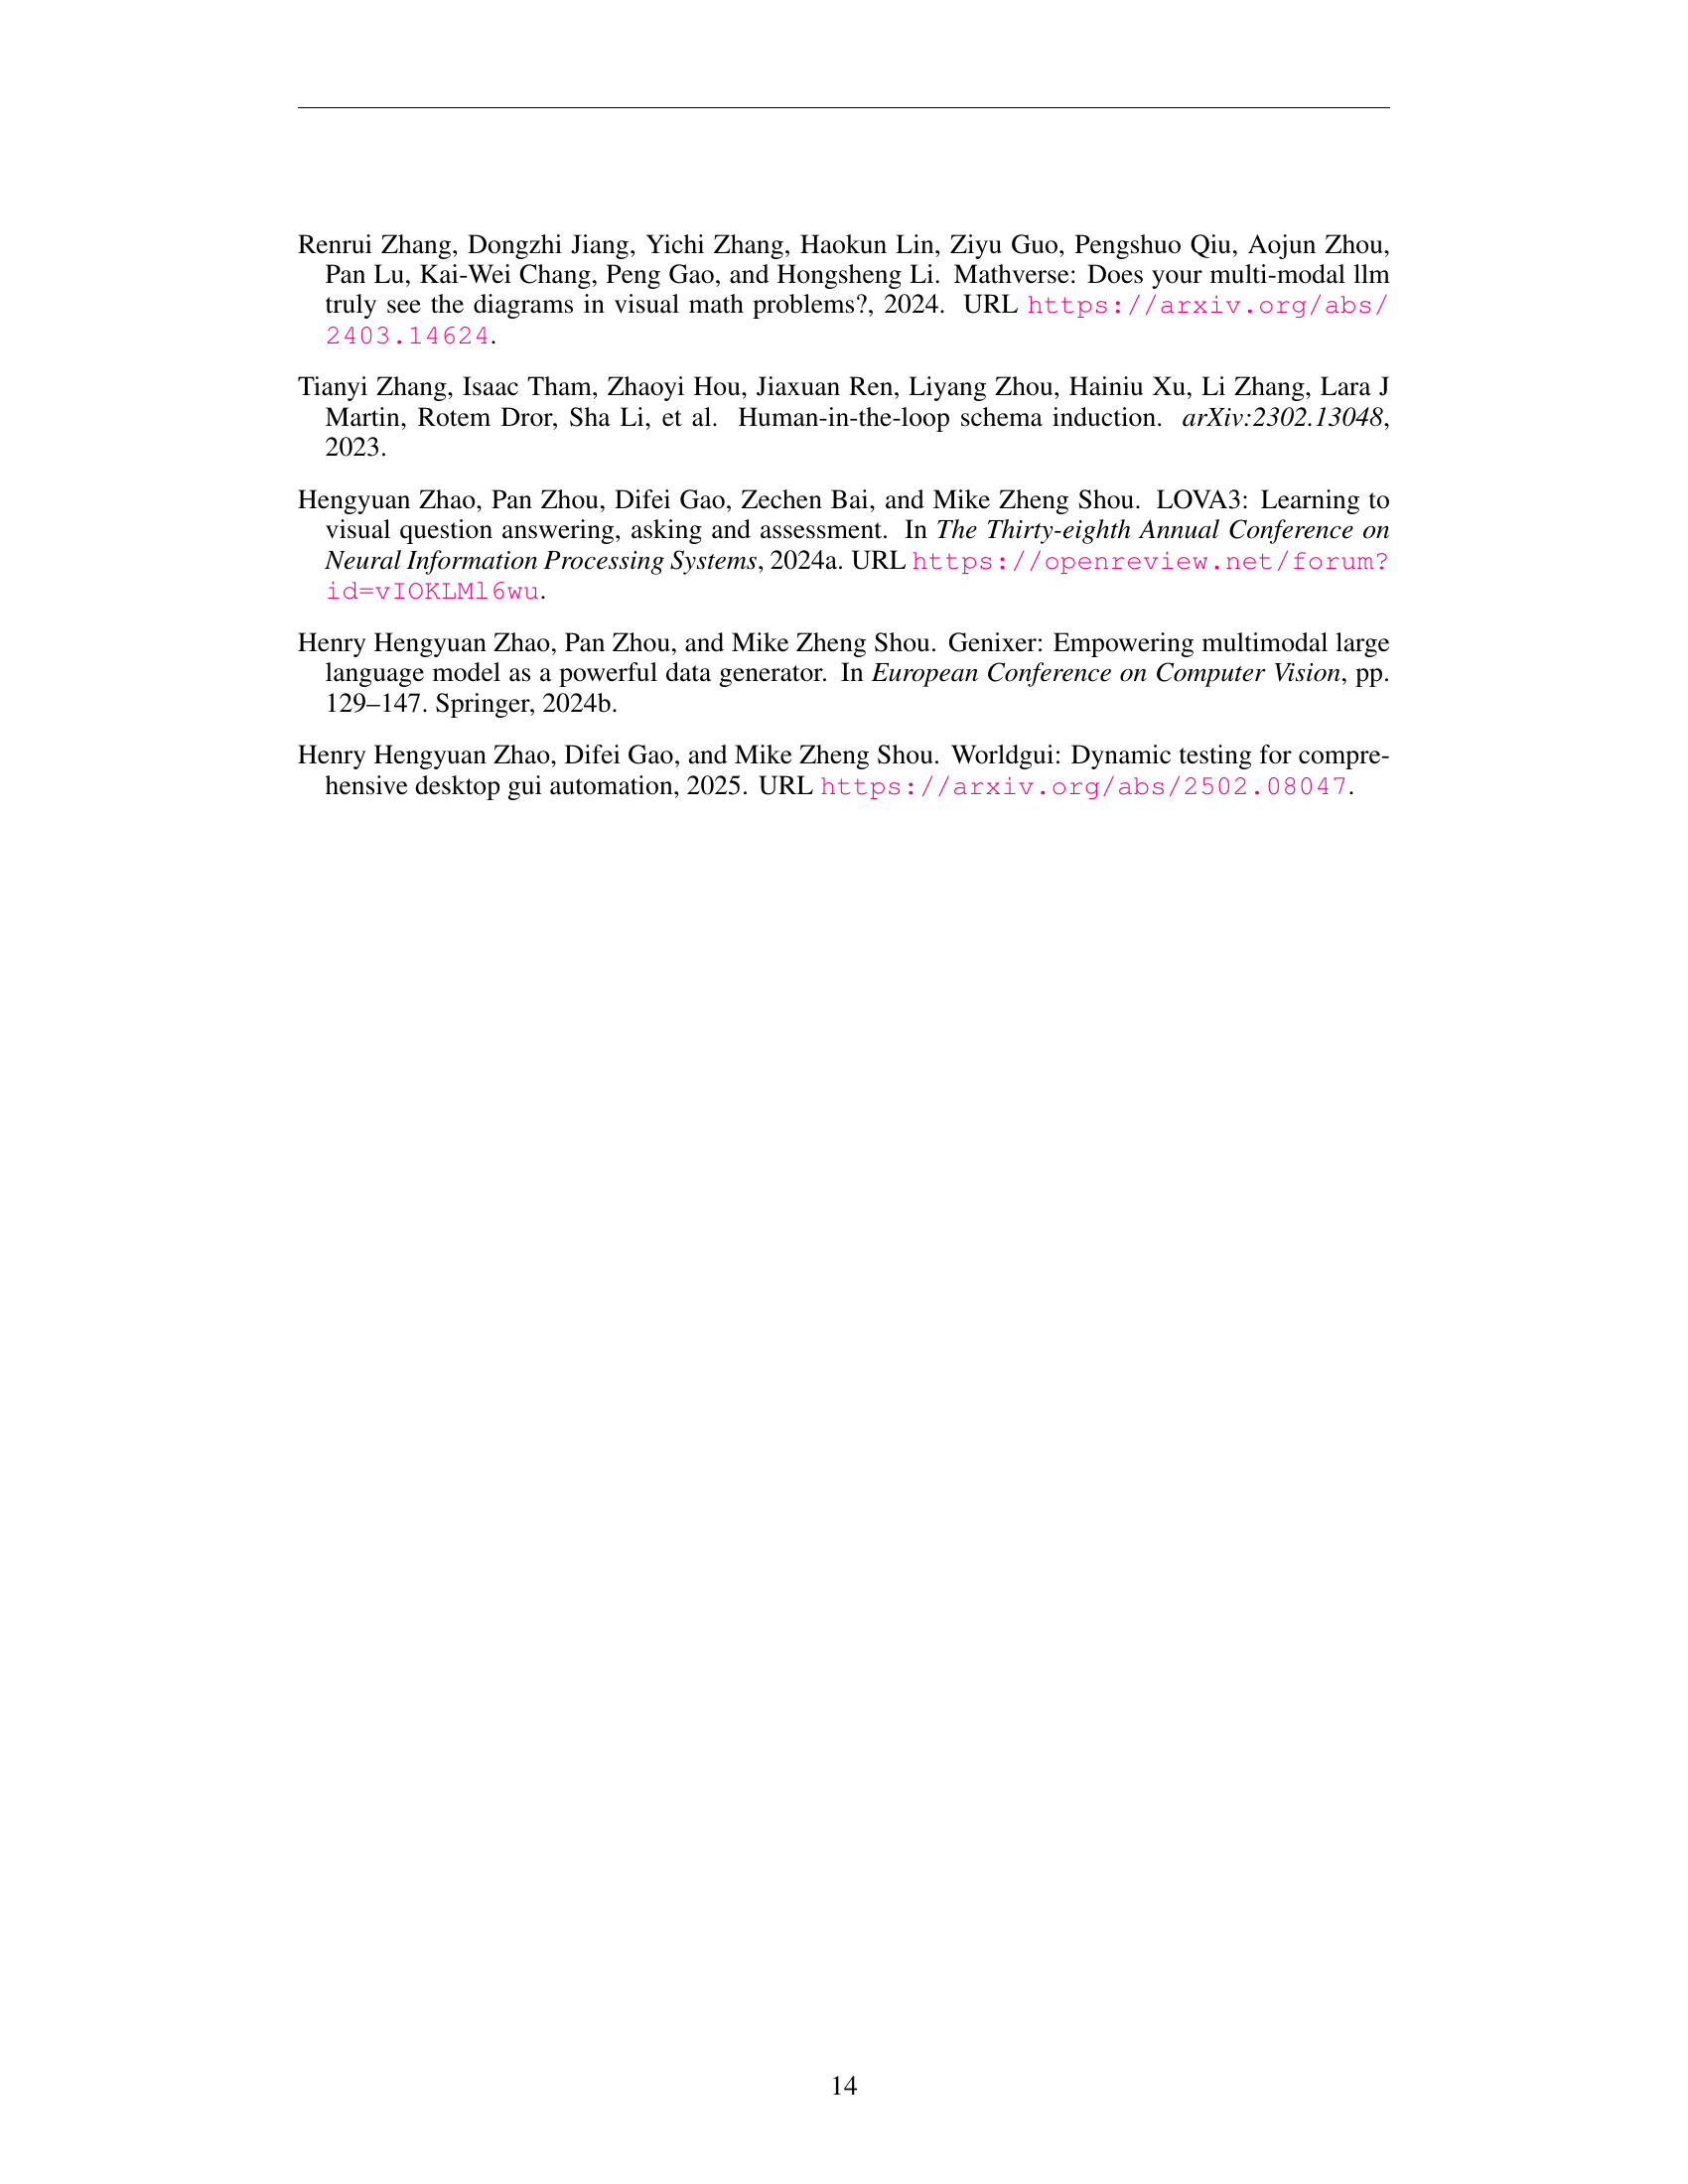 Renrui Zhang, Dongzhi Jiang, Yichi Zhang, Haokun Lin, Ziyu Guo, Pengshuo Qiu, Aojun Zhou,
Pan Lu, Kai-Wei Chang, Peng Gao, and Hongsheng Li. Mathverse: Does your multi-modal llm
truly see the diagrams in visual math problems?, 2024. URL https://arxiv.org/abs/
2403.14624.
Tianyi Zhang, Isaac Tham, Zhaoyi Hou, Jiaxuan Ren, Liyang Zhou, Hainiu Xu, Li Zhang, Lara J
Martin, Rotem Dror, Sha Li, et al. Human-in-the-loop schema induction. arXiv:2302.13048,
2023.
Hengyuan Zhao, Pan Zhou, Difei Gao, Zechen Bai, and Mike Zheng Shou. LOVA3: Learning to
visual question answering, asking and assessment. In The Thirty-eighth Annual Conference on
Neural Information Processing Systems, 2024a. URL https://openreview.net/forum?
id=vIOKLMl6wu.
Henry Hengyuan Zhao, Pan Zhou, and Mike Zheng Shou. Genixer: Empowering multimodal large
language model as a powerful data generator. In European Conference on Computer Vision, pp.
129–147. Springer, 2024b.
Henry Hengyuan Zhao, Difei Gao, and Mike Zheng Shou. Worldgui: Dynamic testing for compre-
hensive desktop gui automation, 2025. URL https://arxiv.org/abs/2502.08047.
14